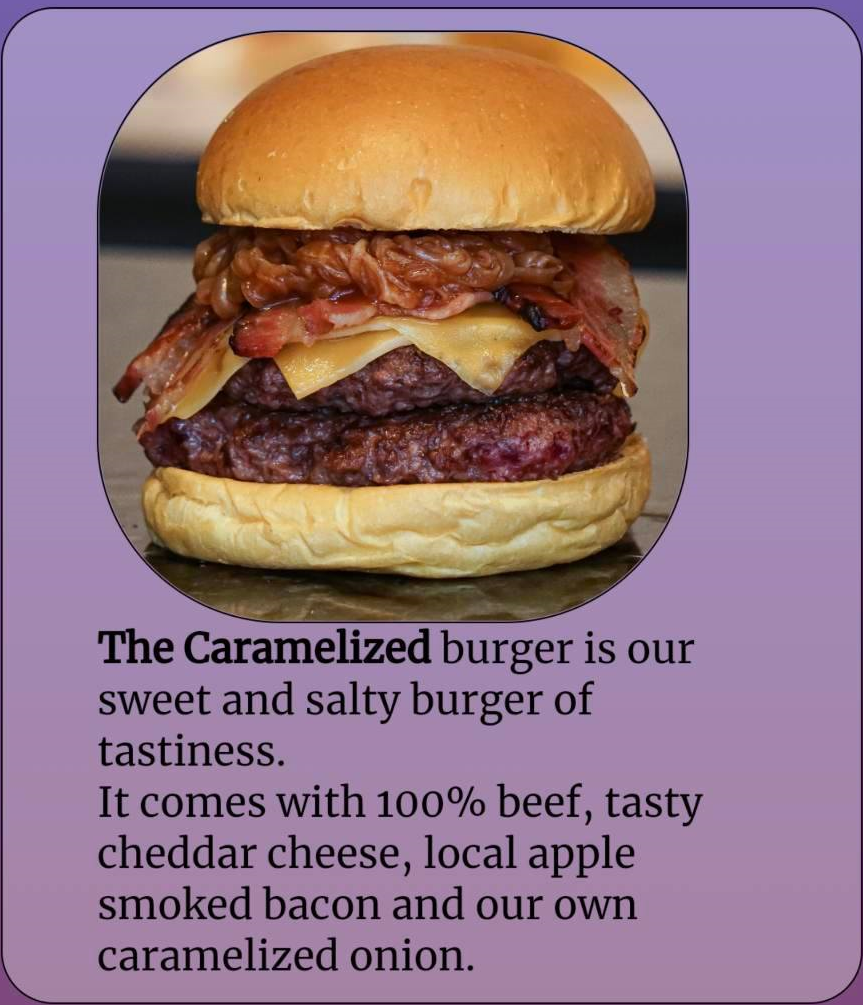 The Caramelized burger is our
sweet and salty burger of
tastiness.
It comes with 100% beef, tasty
cheddar cheese, local apple
smoked bacon and our own
caramelized onion.